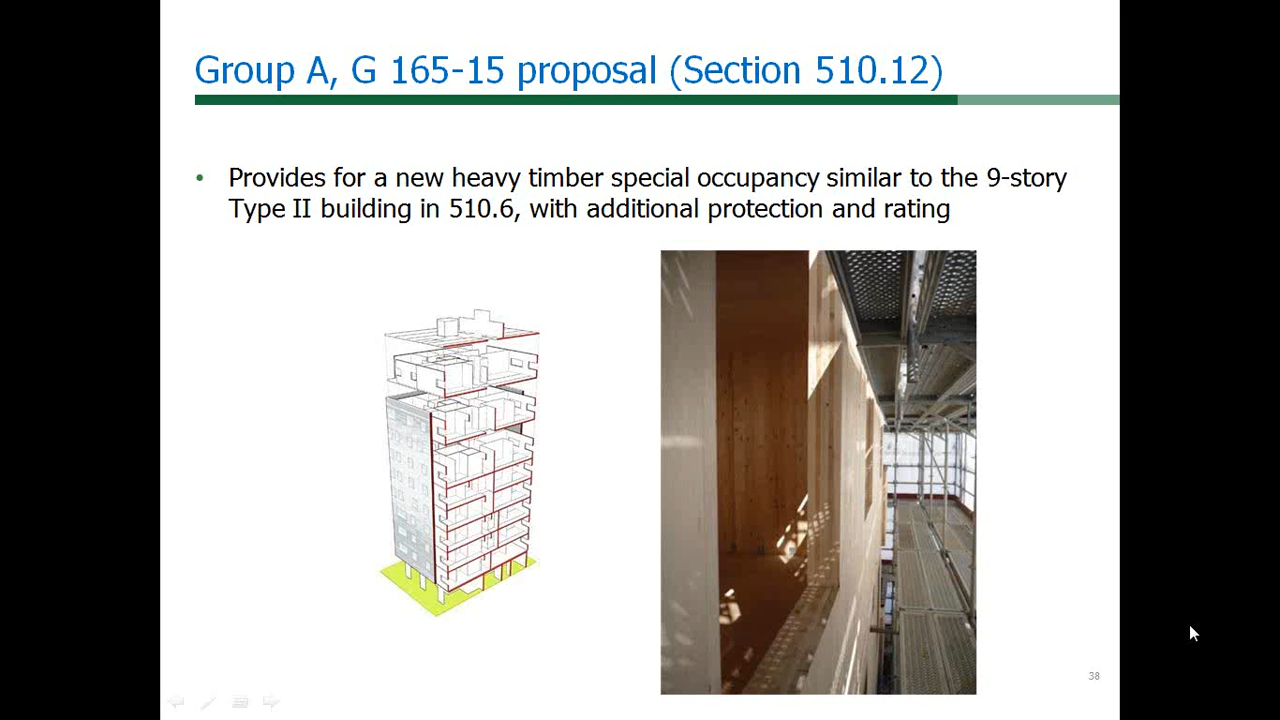 Group A, G 165-15 proposal (Section 510.12)
• Provides for a new heavy timber special occupancy similar to the 9-story
Type II building in 510.6, with additional protection and rating
38